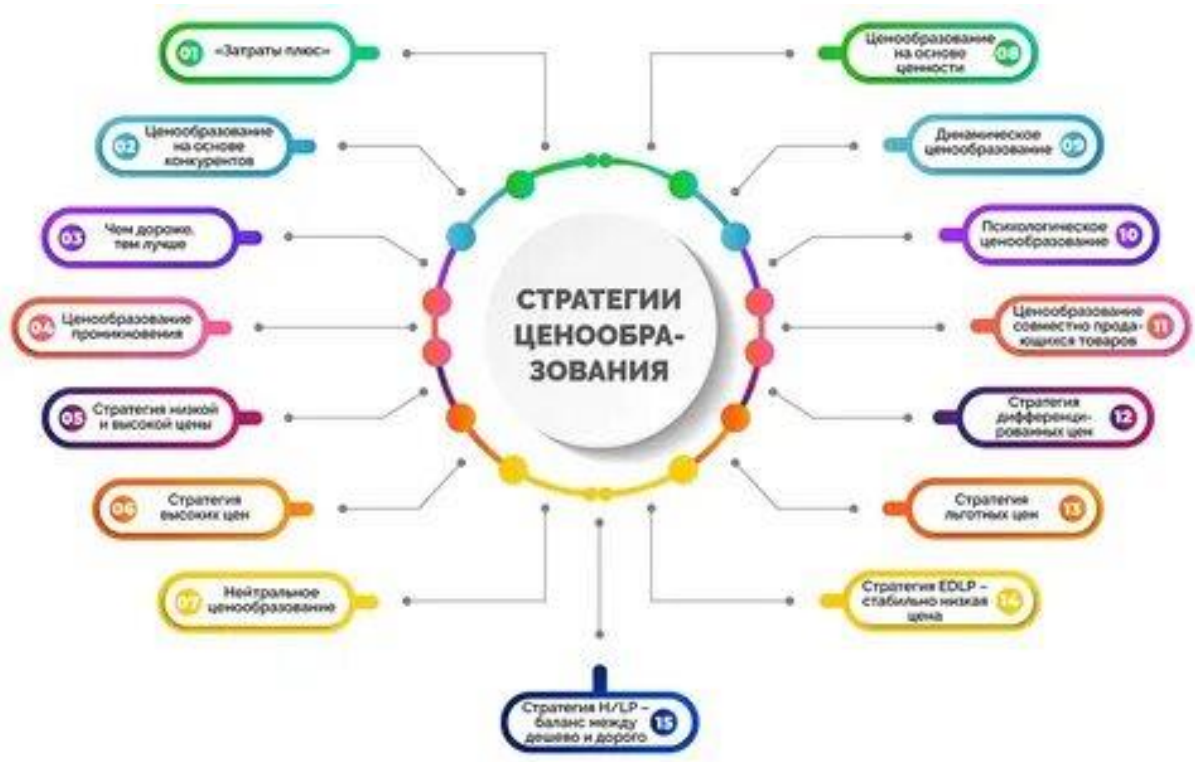 СТРАТЕГИИ
ЦЕНООБРА-
ЗОВАНИЯ
01
«Затраты плюс»
02
Ценообразование
на основе
конкурентов
03
Чем дороже,
тем лучше
04
Ценообразование
проникновения
05
Стратегия низкой
и высокой цены
06
Стратегия
высоких цен
07
Нейтральное
ценообразование
Ценообразование
на основе
ценности
08
Динамическое
ценообразование
09
Психологическое
ценообразование
10
Ценообразование
совместно прода-
ющихся товаров
11
Стратегия
дифференци-
рованных цен
12
Стратегия
льготных цен
13
Стратегия EDLP –
стабильно низкая
цена
14
Стратегия H/LP –
баланс между
дешево и дорого
15